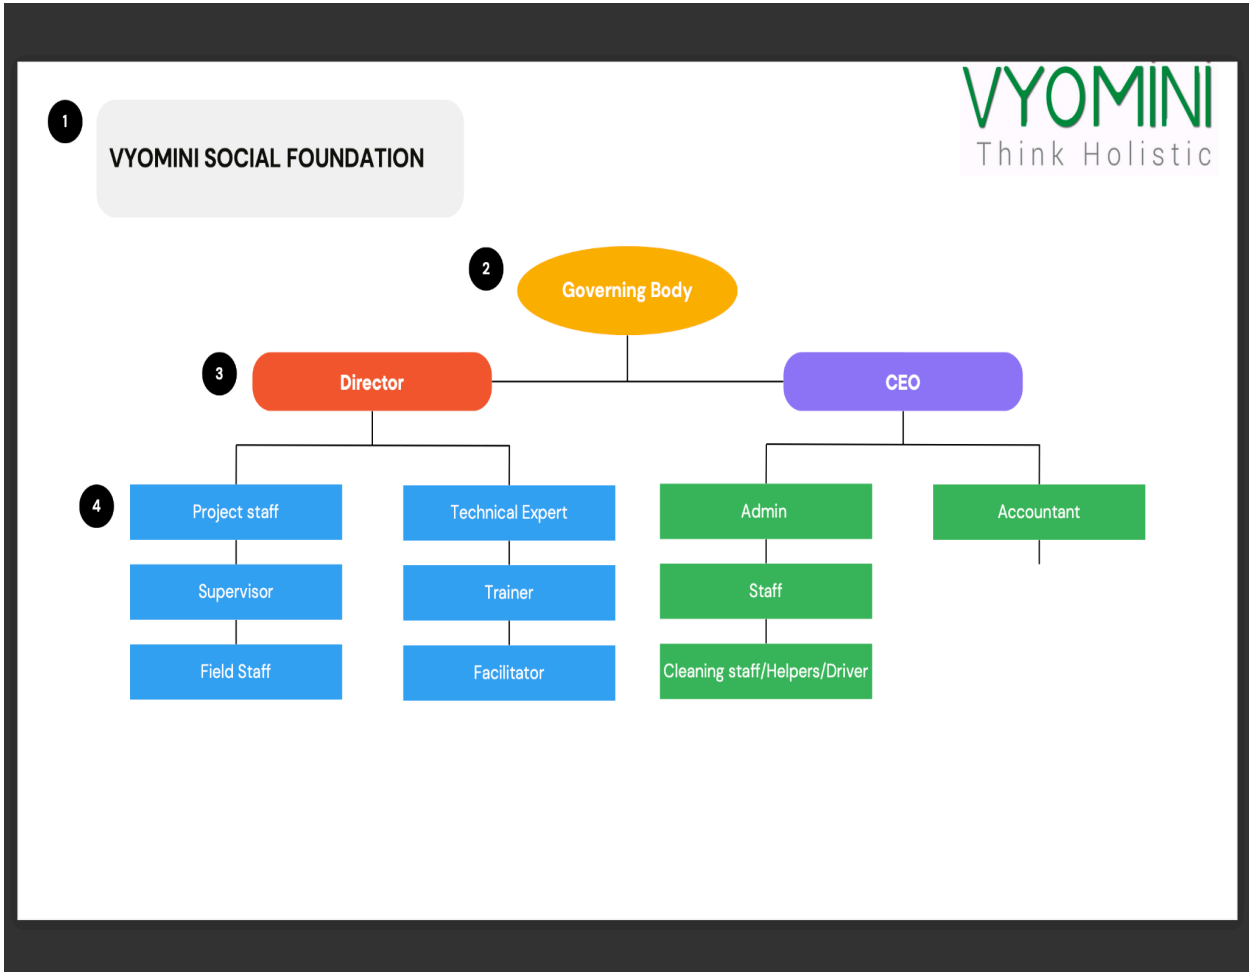 VYOMINI
Think Holistic
1
VYOMINI SOCIAL FOUNDATION
2
Governing Body
3
Director
CEO
4
Project staff
Technical Expert
Admin
Accountant
Supervisor
Trainer
Staff
Field Staff
Facilitator
Cleaning staff/Helpers/Driver